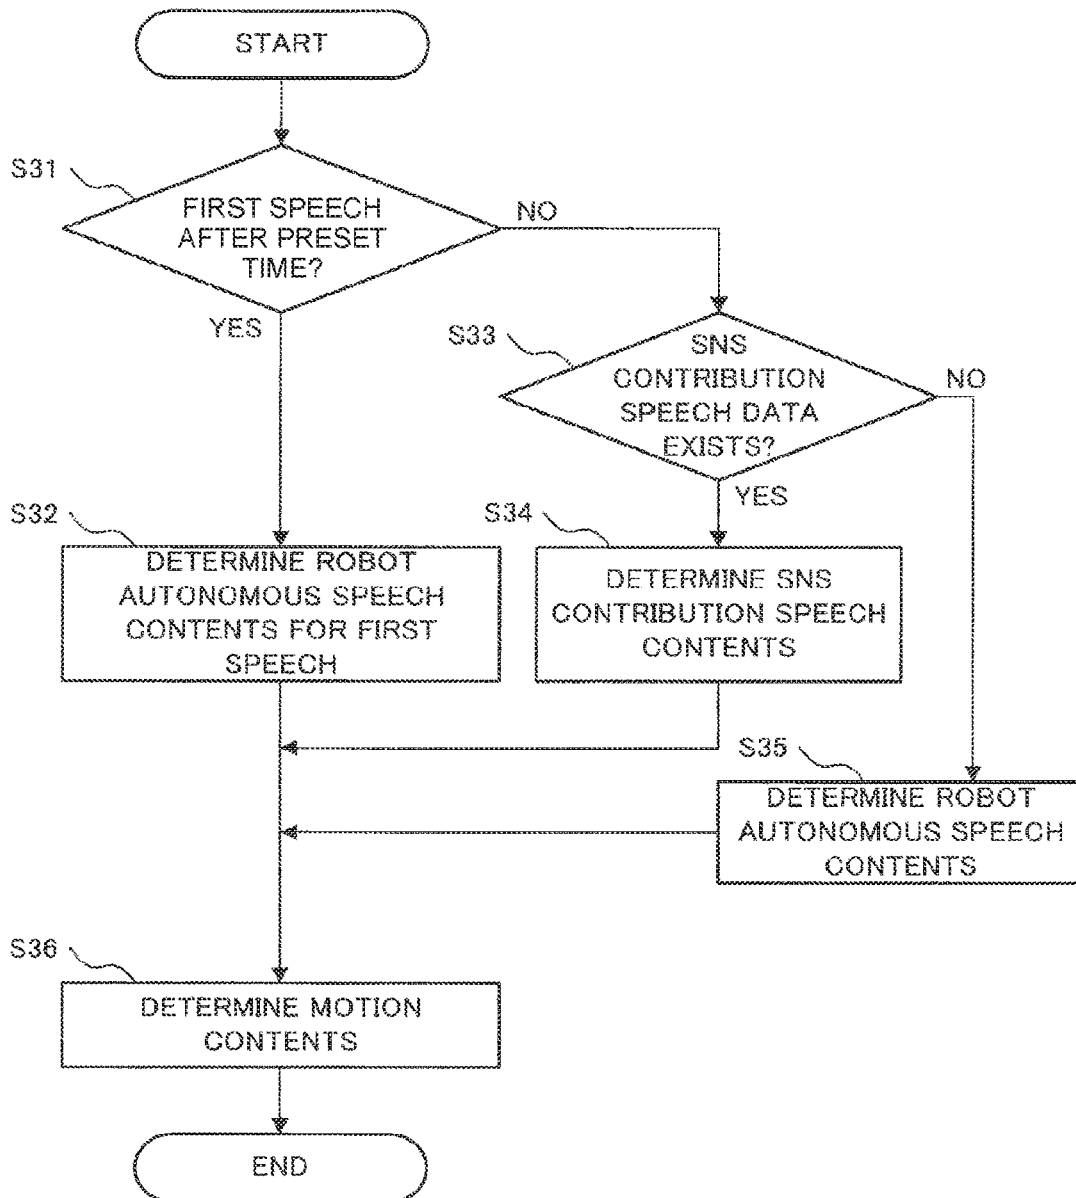 START
S31
FIRST SPEECH
AFTER PRESET
TIME?
NO
YES
S33
SNS
CONTRIBUTION
SPEECH DATA
EXISTS?
NO
YES
S32
DETERMINE ROBOT
AUTONOMOUS SPEECH
CONTENTS FOR FIRST
SPEECH
S34
DETERMINE SNS
CONTRIBUTION SPEECH
CONTENTS
S35
DETERMINE ROBOT
AUTONOMOUS SPEECH
CONTENTS
S36
DETERMINE MOTION
CONTENTS
END